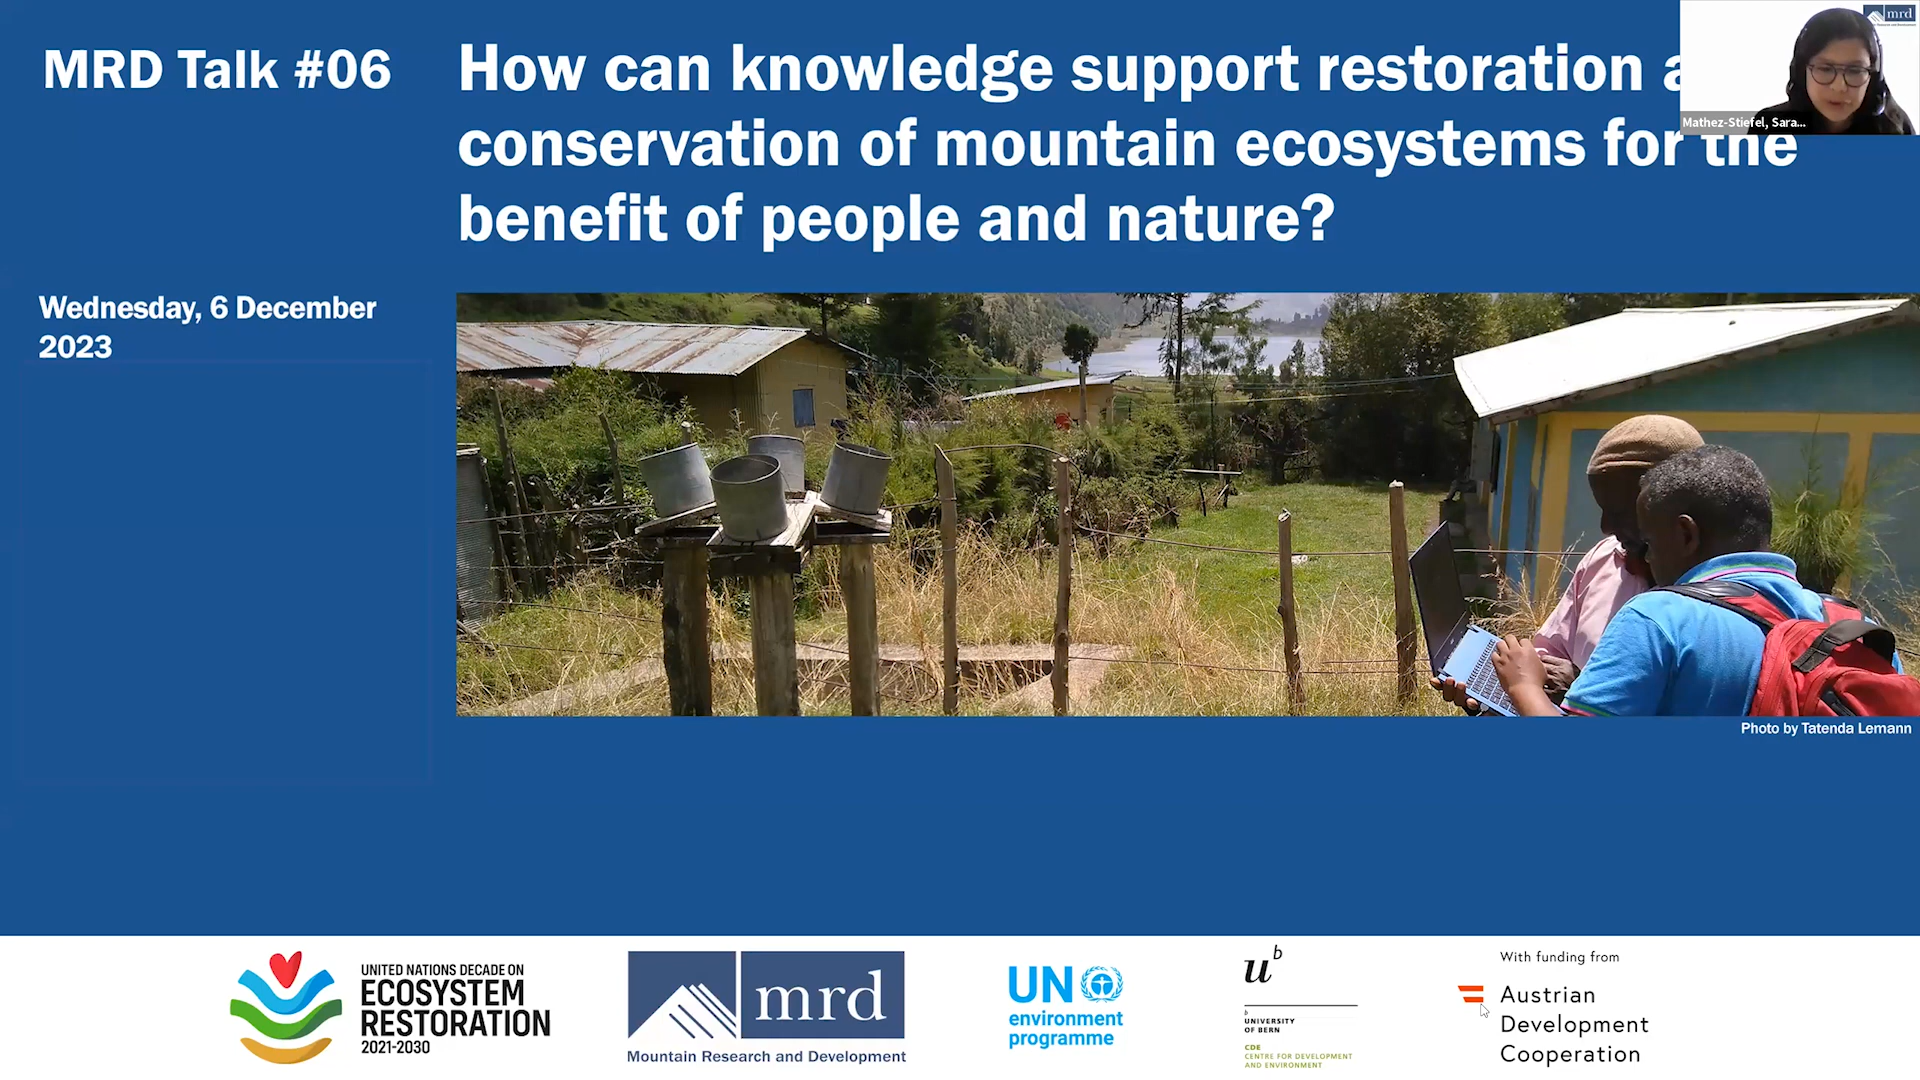 MRD Talk #06
How can knowledge support restoration
conservation of mountain ecosystems for the
benefit of people and nature?
mrd
Mathez-Stiefel, Sara...
Wednesday, 6 December
2023
Photo by Tatenda Lemann
UNITED NATIONS DECADE ON
ECOSYSTEM
RESTORATION
2021-2030
mrd
Mountain Research and Development
UN
environment
programme
u^b
b
UNIVERSITY
OF BERN
CDE
CENTRE FOR DEVELOPMENT
AND ENVIRONMENT
With funding from
Austrian
Development
Cooperation